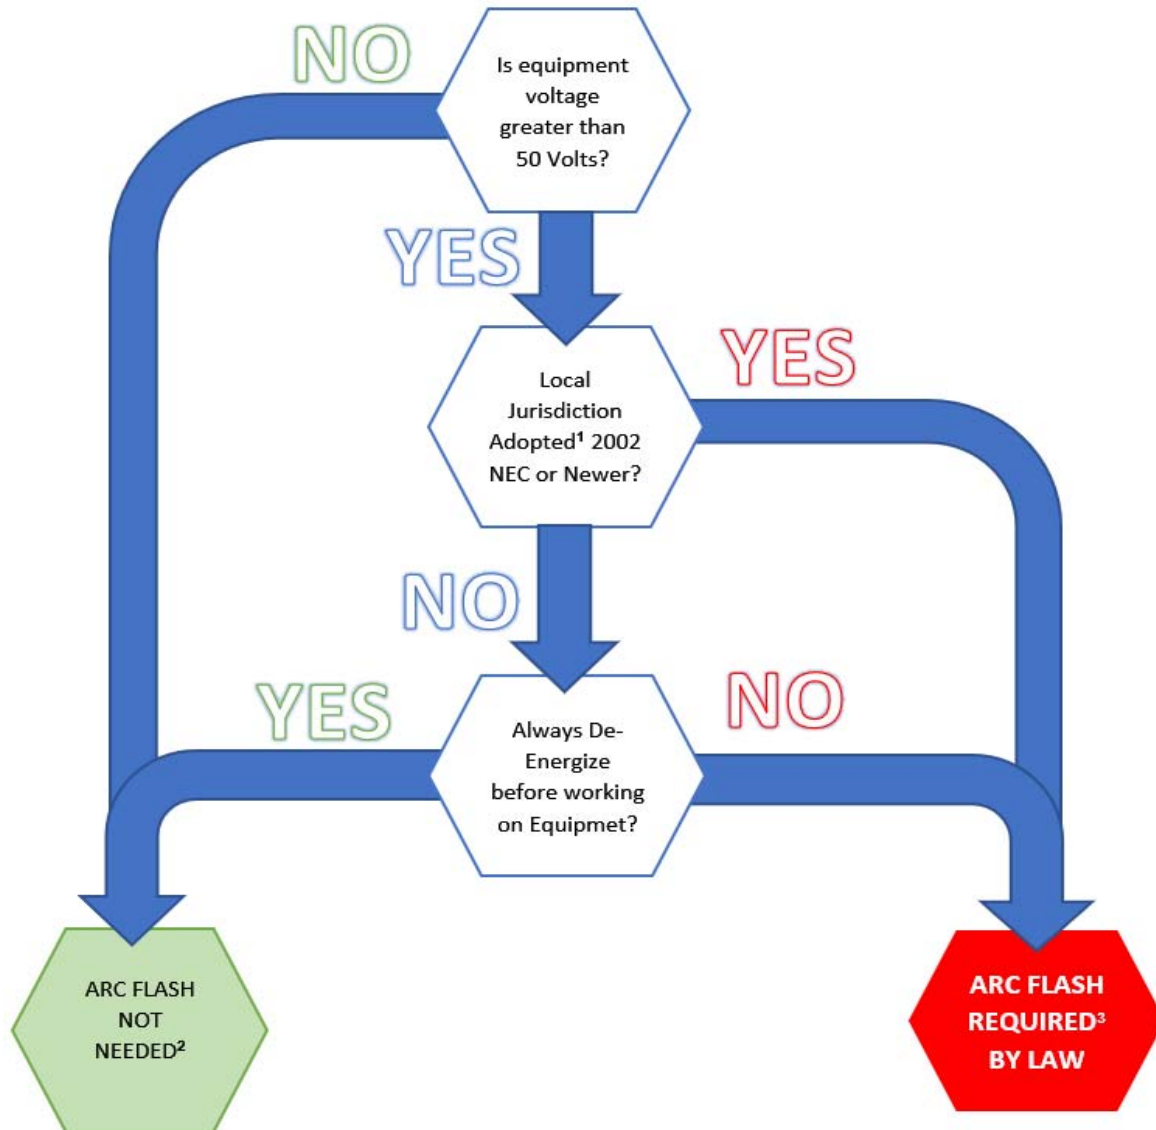 NO
Is equipment
voltage
greater than
50 Volts?
YES
Local
Jurisdiction
Adopted¹ 2002
NEC or Newer?
YES
NO
YES
Always De-
Energize
before working
on Equipmet?
NO
ARC FLASH
NOT
NEEDED²
ARC FLASH
REQUIRED³
BY LAW